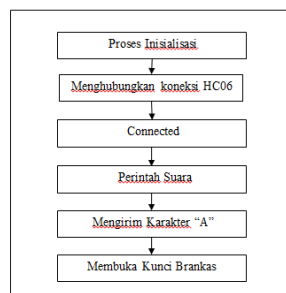 Proses Inisialisasi
Menghubungkan koneksi HC06
Connected
Perintah Suara
Mengirim Karakter “A”
Membuka Kunci Brankas